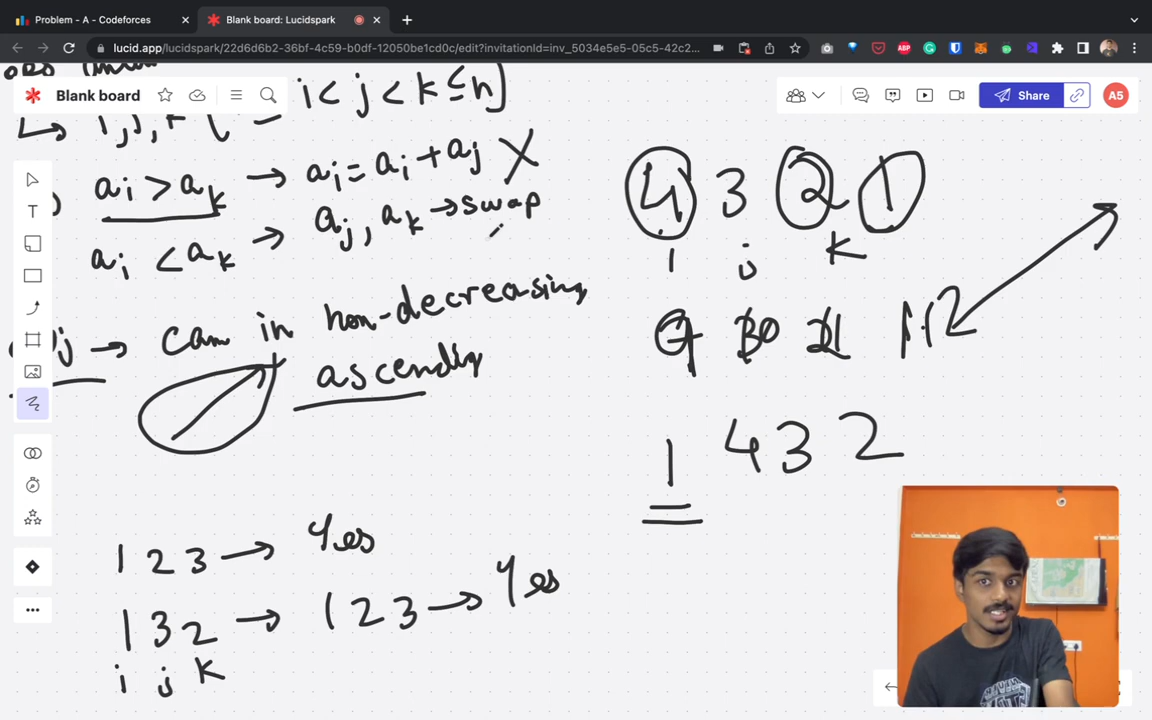 Problem - A - Codeforces
Blank board: Lucidspark
lucid.app/lucidspark/22d6d6b2-36bf-4c59-b0df-12050be1cd0c/edit?invitationId=inv_5034e5e5-05c5-42c2...
Blank board
Share
A5
i < j < k ≤ n]
i, j, k
ai > ak → ai = ai + aj X
ai < ak → aj, ak → swap
j → can in non-decreasing
ascending
1 2 3 → Yes
1 3 2 → 1 2 3 → Yes
i j k
4 3 2 1
i j k
1 4 3 2